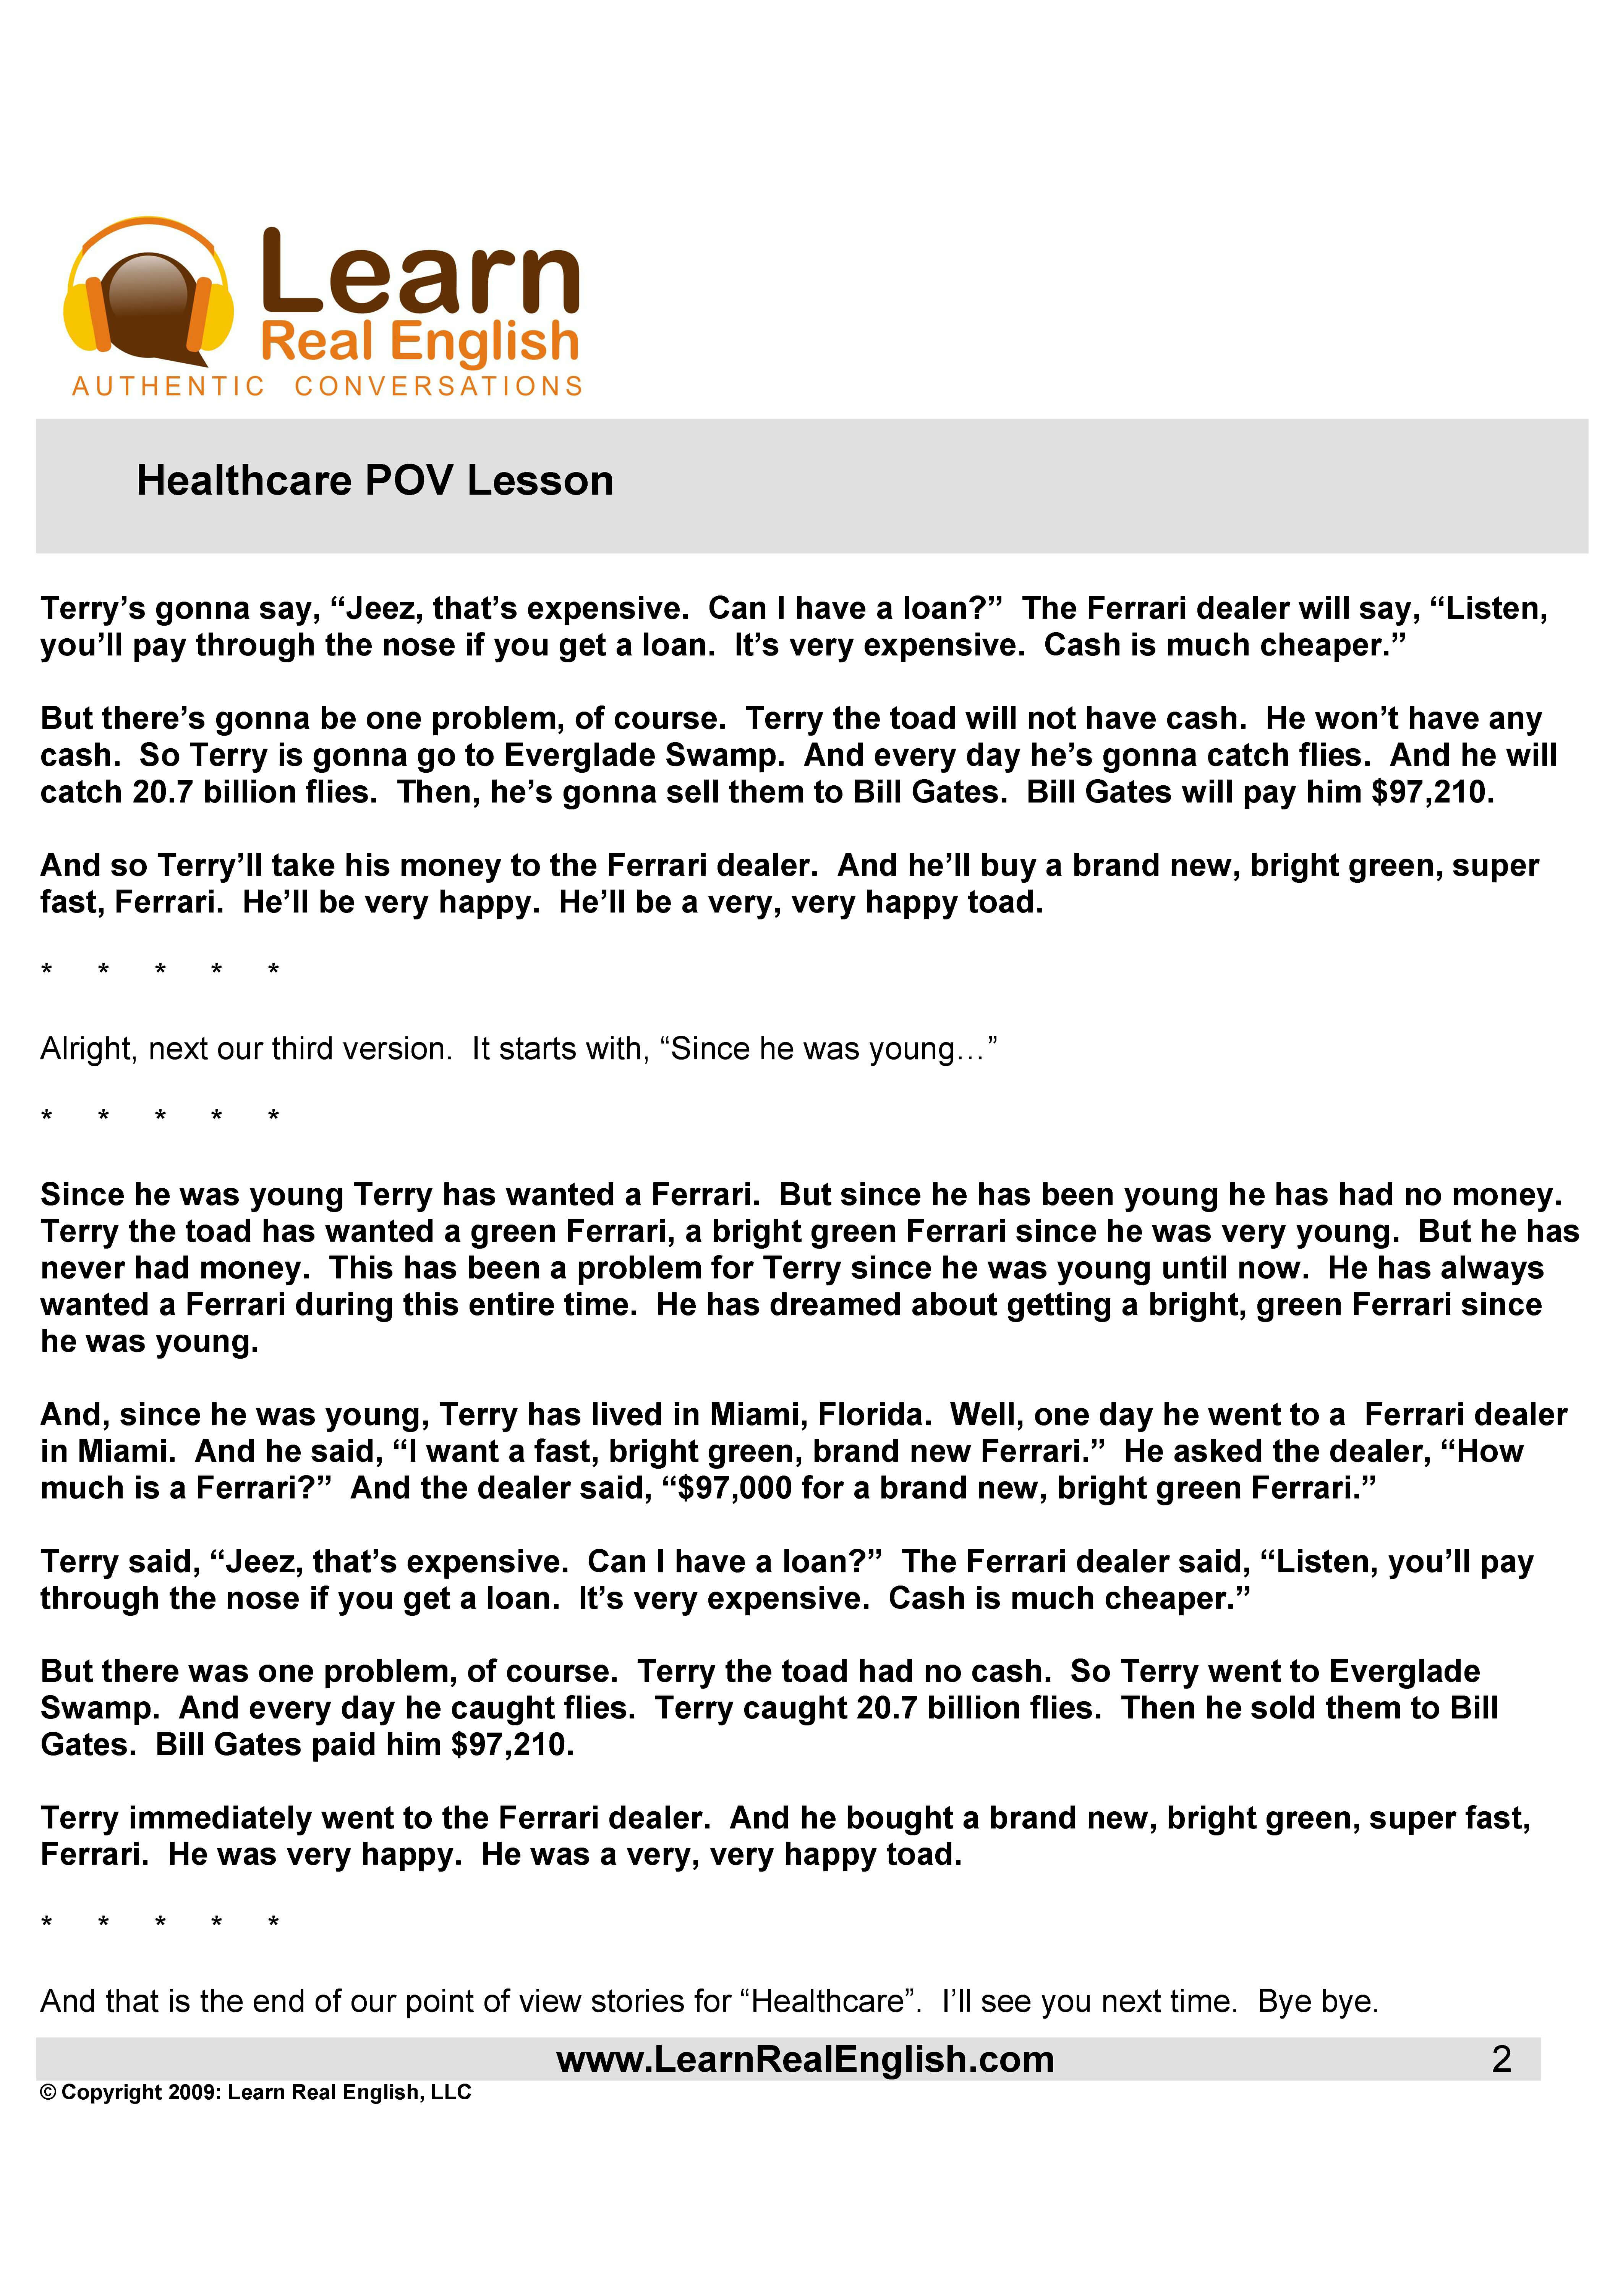 Learn
Real English
AUTHENTIC CONVERSATIONS
Healthcare POV Lesson
Terry’s gonna say, “Jeez, that’s expensive.  Can I have a loan?”  The Ferrari dealer will say, “Listen,
you’ll pay through the nose if you get a loan.  It’s very expensive.  Cash is much cheaper.”
But there’s gonna be one problem, of course.  Terry the toad will not have cash.  He won’t have any
cash.  So Terry is gonna go to Everglade Swamp.  And every day he’s gonna catch flies.  And he will
catch 20.7 billion flies.  Then, he’s gonna sell them to Bill Gates.  Bill Gates will pay him $97,210.
And so Terry’ll take his money to the Ferrari dealer.  And he’ll buy a brand new, bright green, super
fast, Ferrari.  He’ll be very happy.  He’ll be a very, very happy toad.
* * * * *
Alright, next our third version.  It starts with, “Since he was young…”
* * * * *
Since he was young Terry has wanted a Ferrari.  But since he has been young he has had no money.
Terry the toad has wanted a green Ferrari, a bright green Ferrari since he was very young.  But he has
never had money.  This has been a problem for Terry since he was young until now.  He has always
wanted a Ferrari during this entire time.  He has dreamed about getting a bright, green Ferrari since
he was young.
And, since he was young, Terry has lived in Miami, Florida.  Well, one day he went to a  Ferrari dealer
in Miami.  And he said, “I want a fast, bright green, brand new Ferrari.”  He asked the dealer, “How
much is a Ferrari?”  And the dealer said, “$97,000 for a brand new, bright green Ferrari.”
Terry said, “Jeez, that’s expensive.  Can I have a loan?”  The Ferrari dealer said, “Listen, you’ll pay
through the nose if you get a loan.  It’s very expensive.  Cash is much cheaper.”
But there was one problem, of course.  Terry the toad had no cash.  So Terry went to Everglade
Swamp.  And every day he caught flies.  Terry caught 20.7 billion flies.  Then he sold them to Bill
Gates.  Bill Gates paid him $97,210.
Terry immediately went to the Ferrari dealer.  And he bought a brand new, bright green, super fast,
Ferrari.  He was very happy.  He was a very, very happy toad.
* * * * *
And that is the end of our point of view stories for “Healthcare”.  I’ll see you next time.  Bye bye.
www.LearnRealEnglish.com 2
© Copyright 2009: Learn Real English, LLC